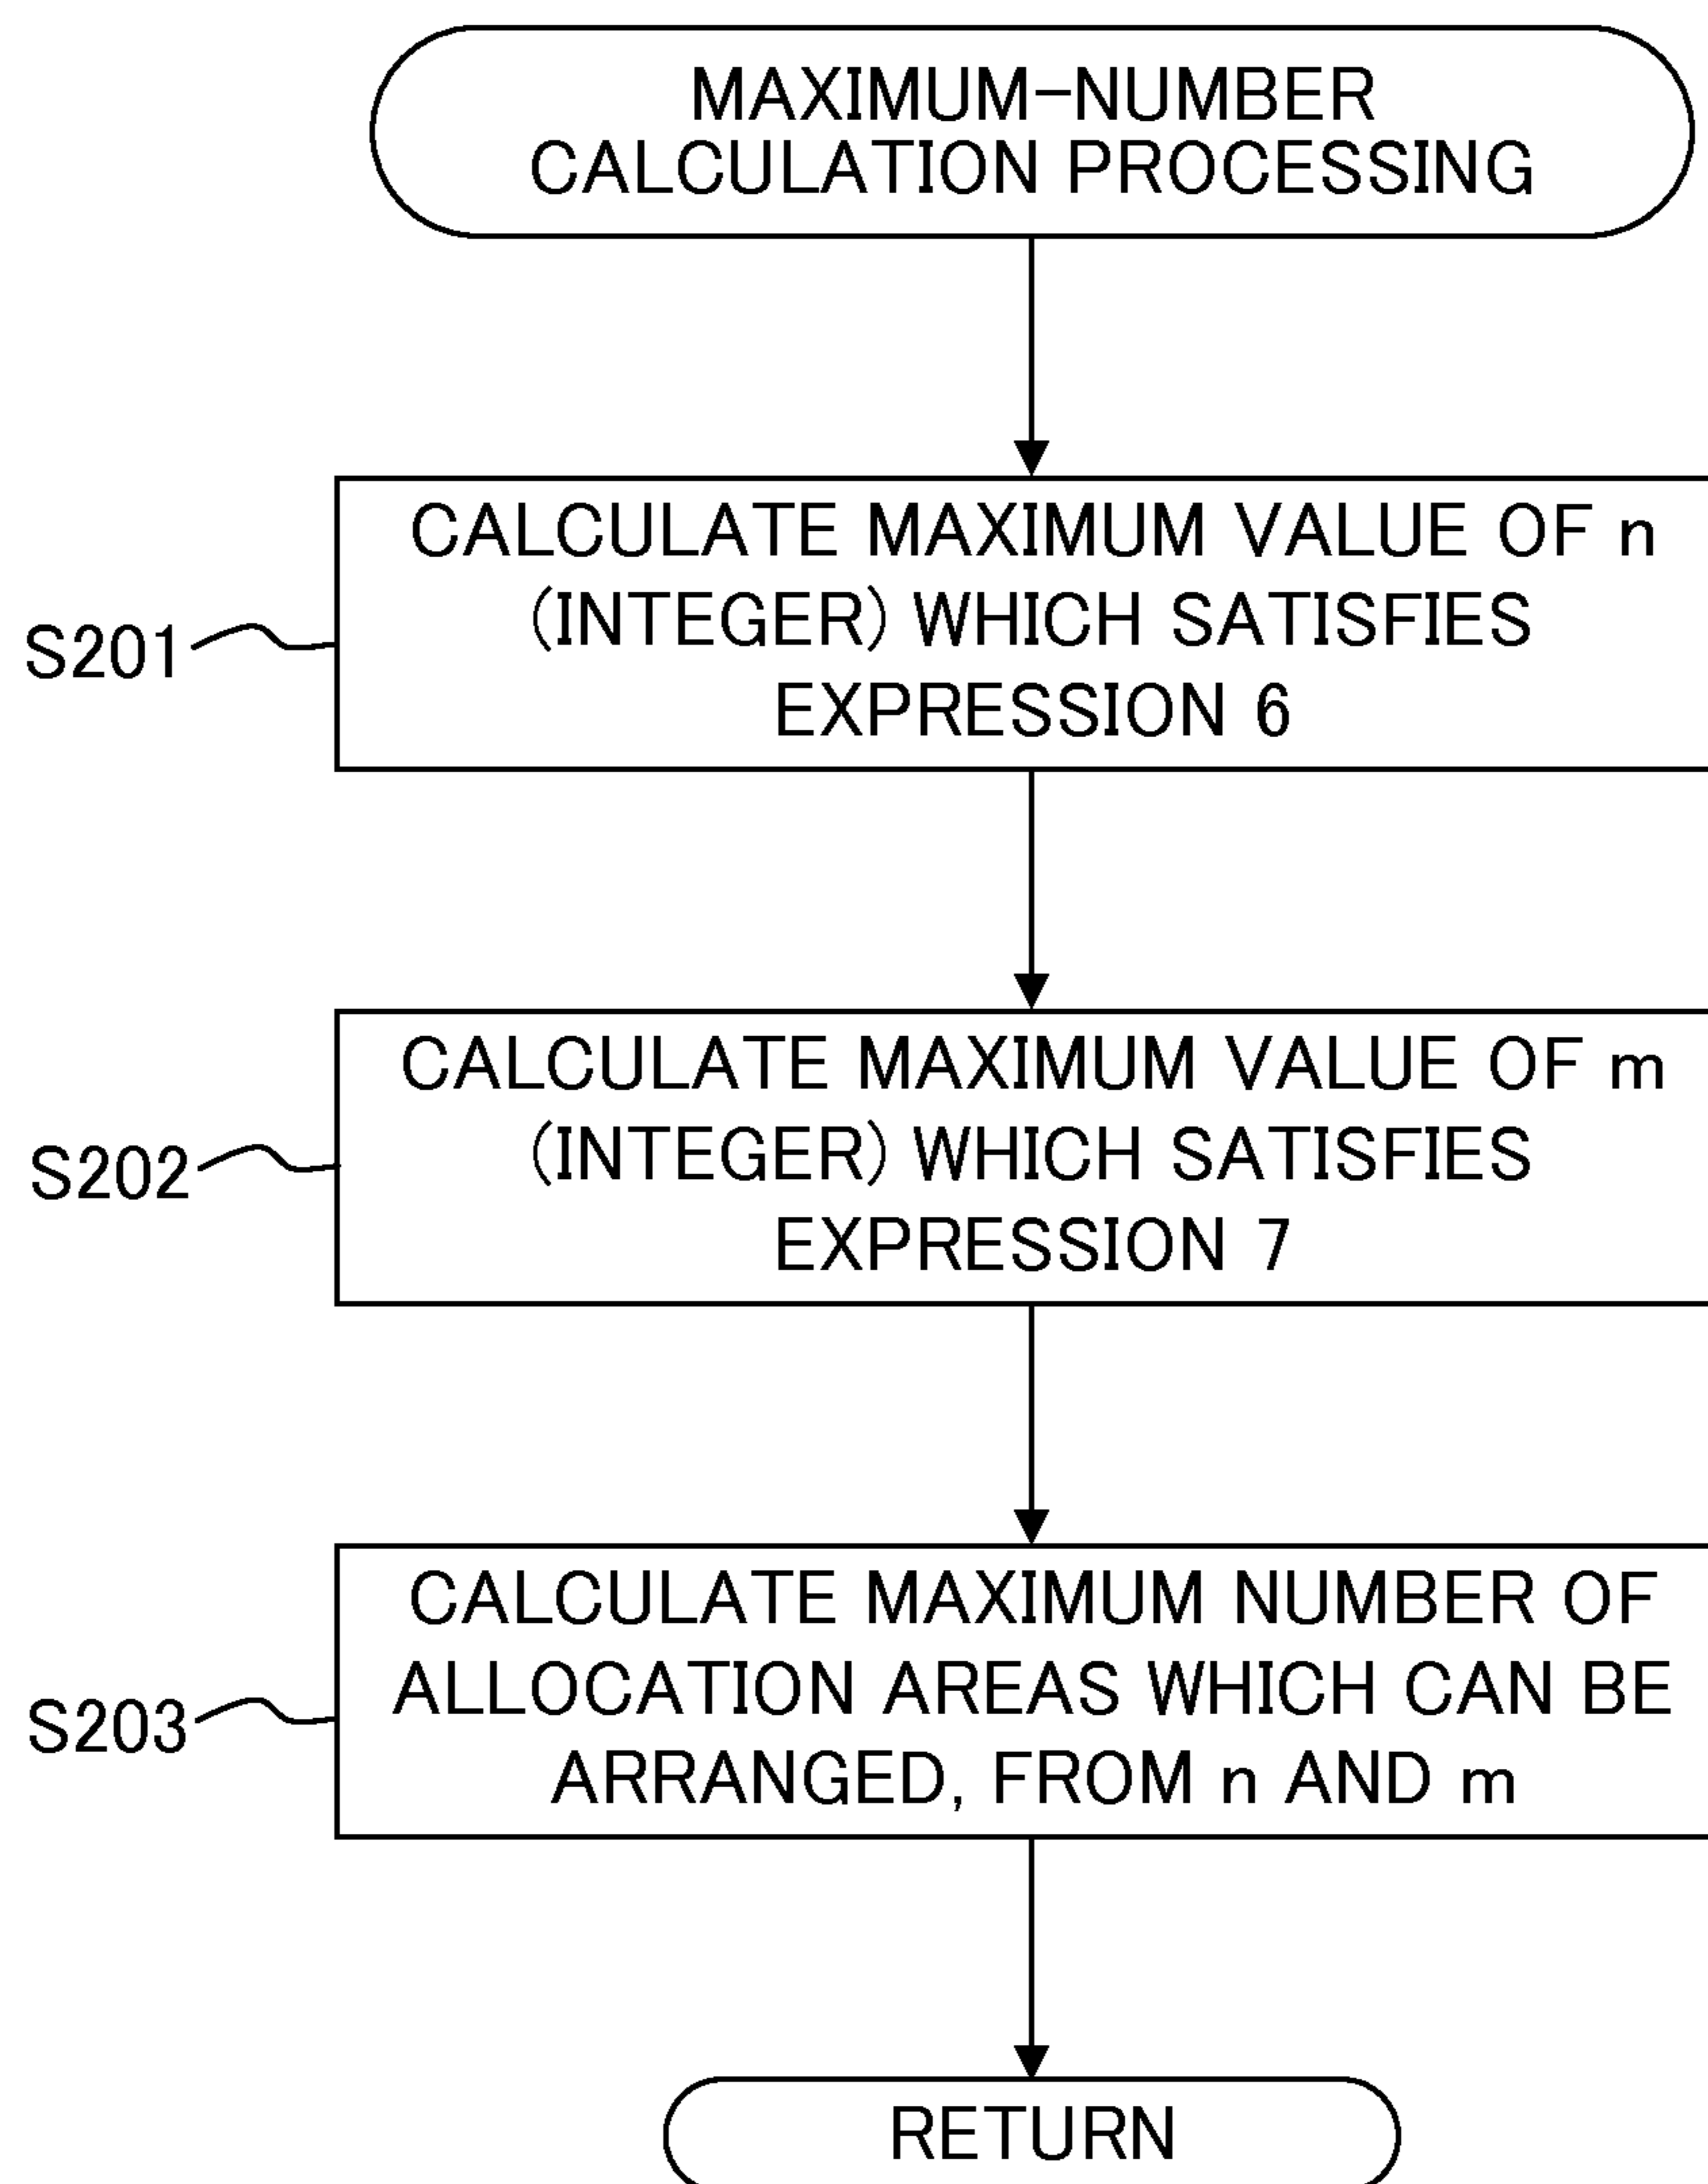 MAXIMUM-NUMBER
CALCULATION PROCESSING
CALCULATE MAXIMUM VALUE OF n
(INTEGER) WHICH SATISFIES
EXPRESSION 6
S201
CALCULATE MAXIMUM VALUE OF m
(INTEGER) WHICH SATISFIES
EXPRESSION 7
S202
CALCULATE MAXIMUM NUMBER OF
ALLOCATION AREAS WHICH CAN BE
ARRANGED, FROM n AND m
S203
RETURN